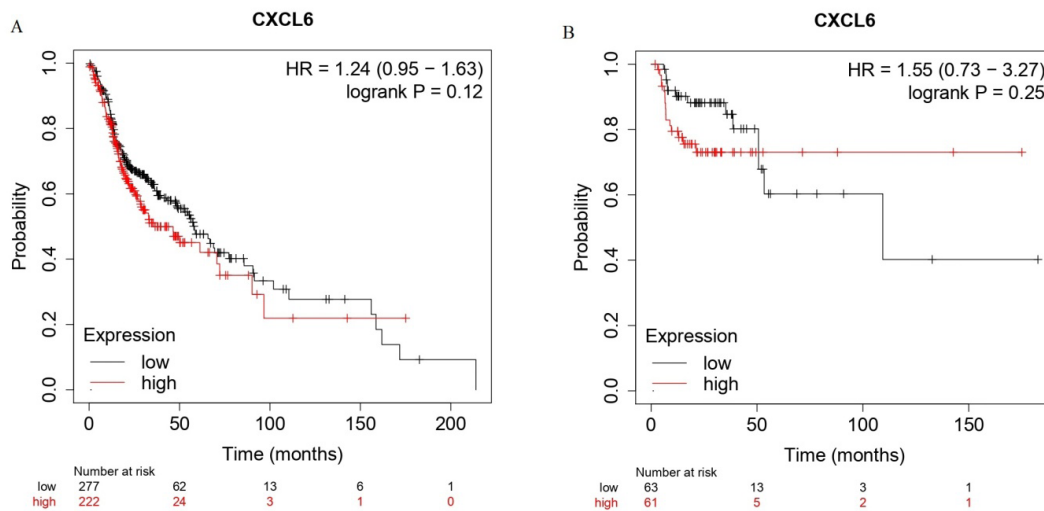 A
CXCL6
HR = 1.24 (0.95 − 1.63)
logrank P = 0.12
Probability
1.0
0.8
0.6
0.4
0.2
0.0
Expression
low
high
0 50 100 150 200
Time (months)
Number at risk
low 277 62 13 6 1
high 222 24 3 1 0
B
CXCL6
HR = 1.55 (0.73 − 3.27)
logrank P = 0.25
Probability
1.0
0.8
0.6
0.4
0.2
0.0
Expression
low
high
0 50 100 150
Time (months)
Number at risk
low 63 13 3 1
high 61 5 2 1